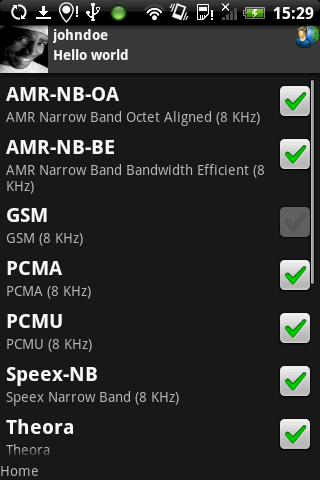 15:29
johndoe
Hello world
AMR-NB-OA
AMR Narrow Band Octet Aligned (8 KHz)
AMR-NB-BE
AMR Narrow Band Bandwidth Efficient (8
KHz)
GSM
GSM (8 KHz)
PCMA
PCMA (8 KHz)
PCMU
PCMU (8 KHz)
Speex-NB
Speex Narrow Band (8 KHz)
Theora
Theora
Home